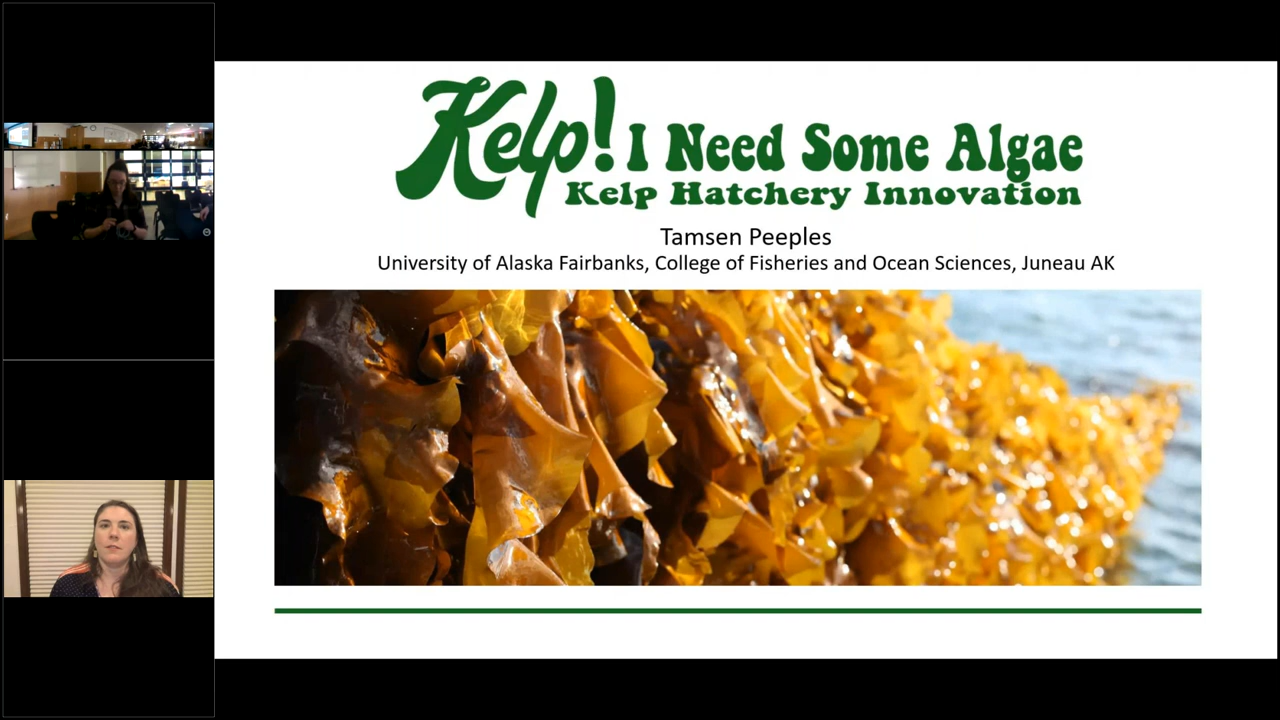 Kelp! I Need Some Algae
Kelp Hatchery Innovation
Tamsen Peeples
University of Alaska Fairbanks, College of Fisheries and Ocean Sciences, Juneau AK